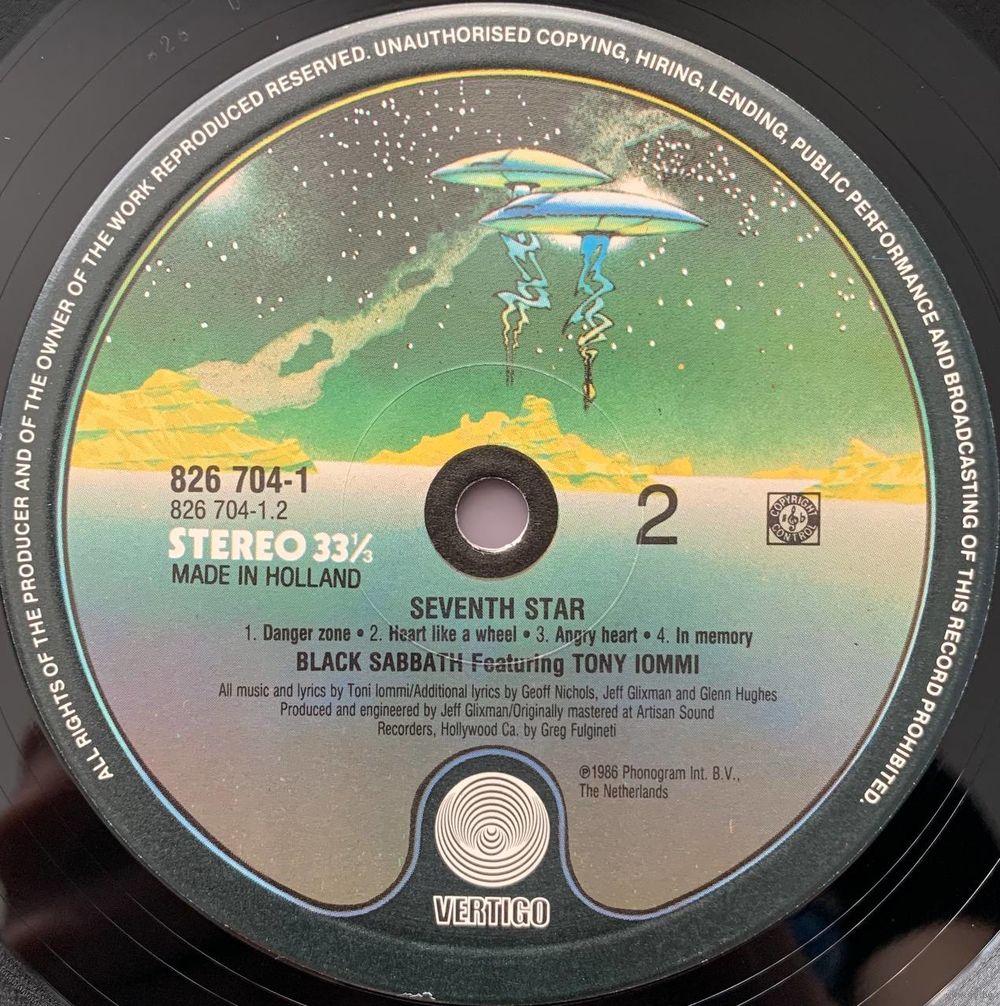 ALL RIGHTS OF THE PRODUCER AND OF THE OWNER OF THE WORK REPRODUCED RESERVED. UNAUTHORISED COPYING, HIRING, LENDING, PUBLIC PERFORMANCE AND BROADCASTING OF THIS RECORD PROHIBITED.
826 704-1
826 704-1.2
STEREO 33⅓
MADE IN HOLLAND
2
COPYRIGHT CONTROL
SEVENTH STAR
1. Danger zone • 2. Heart like a wheel • 3. Angry heart • 4. In memory
BLACK SABBATH Featuring TONY IOMMI
All music and lyrics by Toni Iommi/Additional lyrics by Geoff Nichols, Jeff Glixman and Glenn Hughes
Produced and engineered by Jeff Glixman/Originally mastered at Artisan Sound
Recorders, Hollywood Ca. by Greg Fulgineti
℗1986 Phonogram Int. B.V.,
The Netherlands
VERTIGO